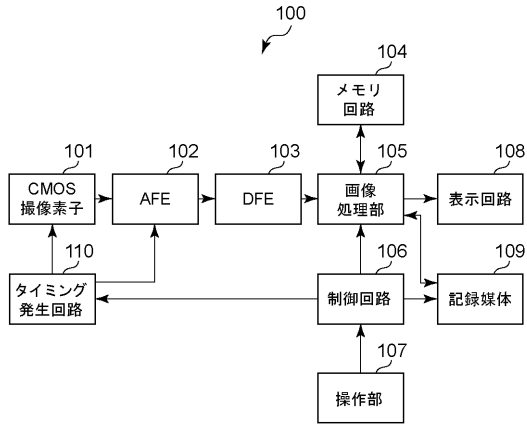 100
104
メモリ
回路
101
CMOS
撮像素子
102
AFE
103
DFE
105
画像
処理部
108
表示回路
110
タイミング
発生回路
106
制御回路
109
記録媒体
107
操作部